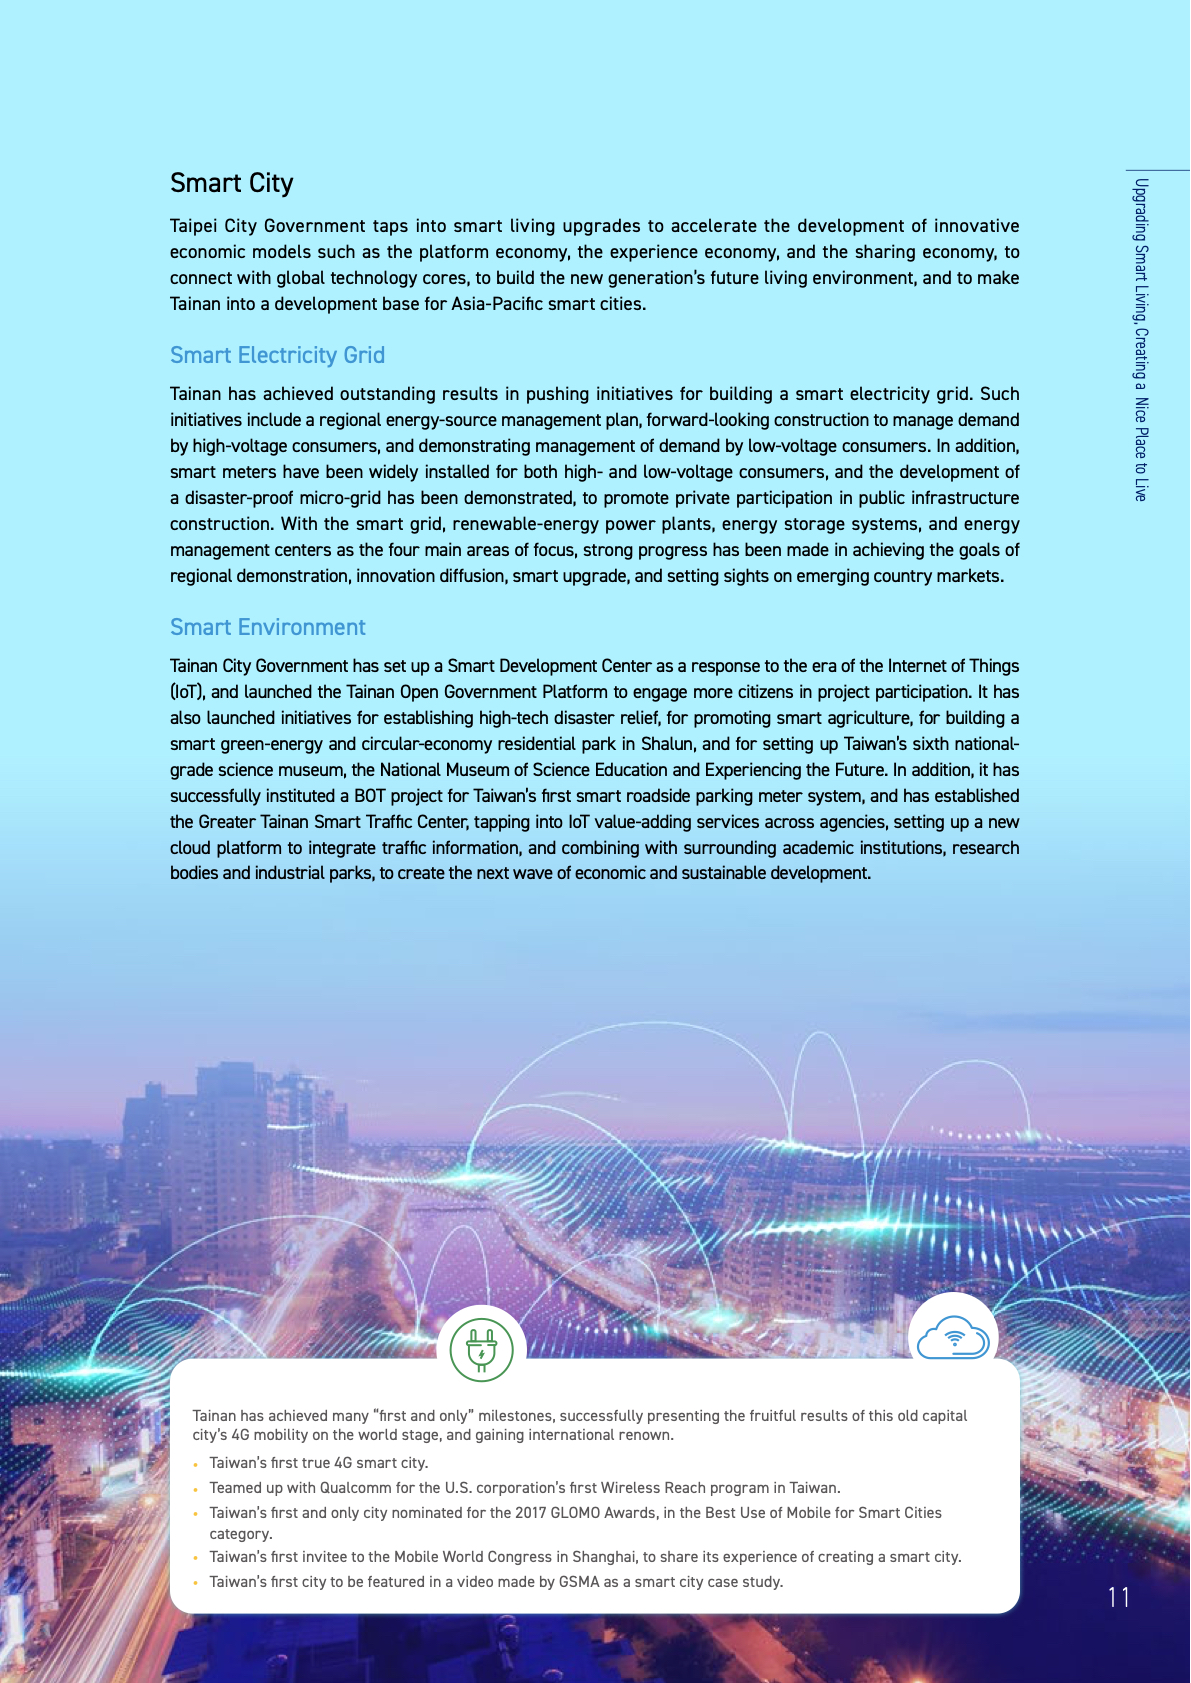 Smart City
Taipei City Government taps into smart living upgrades to accelerate the development of innovative
economic models such as the platform economy, the experience economy, and the sharing economy, to
connect with global technology cores, to build the new generation's future living environment, and to make
Tainan into a development base for Asia-Pacific smart cities.
Smart Electricity Grid
Tainan has achieved outstanding results in pushing initiatives for building a smart electricity grid. Such
initiatives include a regional energy-source management plan, forward-looking construction to manage demand
by high-voltage consumers, and demonstrating management of demand by low-voltage consumers. In addition,
smart meters have been widely installed for both high- and low-voltage consumers, and the development of
a disaster-proof micro-grid has been demonstrated, to promote private participation in public infrastructure
construction. With the smart grid, renewable-energy power plants, energy storage systems, and energy
management centers as the four main areas of focus, strong progress has been made in achieving the goals of
regional demonstration, innovation diffusion, smart upgrade, and setting sights on emerging country markets.
Smart Environment
Tainan City Government has set up a Smart Development Center as a response to the era of the Internet of Things
(IoT), and launched the Tainan Open Government Platform to engage more citizens in project participation. It has
also launched initiatives for establishing high-tech disaster relief, for promoting smart agriculture, for building a
smart green-energy and circular-economy residential park in Shalun, and for setting up Taiwan's sixth national-
grade science museum, the National Museum of Science Education and Experiencing the Future. In addition, it has
successfully instituted a BOT project for Taiwan's first smart roadside parking meter system, and has established
the Greater Tainan Smart Traffic Center, tapping into IoT value-adding services across agencies, setting up a new
cloud platform to integrate traffic information, and combining with surrounding academic institutions, research
bodies and industrial parks, to create the next wave of economic and sustainable development.
Tainan has achieved many “first and only” milestones, successfully presenting the fruitful results of this old capital
city's 4G mobility on the world stage, and gaining international renown.
• Taiwan's first true 4G smart city.
• Teamed up with Qualcomm for the U.S. corporation's first Wireless Reach program in Taiwan.
• Taiwan's first and only city nominated for the 2017 GLOMO Awards, in the Best Use of Mobile for Smart Cities
category.
• Taiwan's first invitee to the Mobile World Congress in Shanghai, to share its experience of creating a smart city.
• Taiwan's first city to be featured in a video made by GSMA as a smart city case study.
Upgrading Smart Living, Creating a Nice Place to Live
11